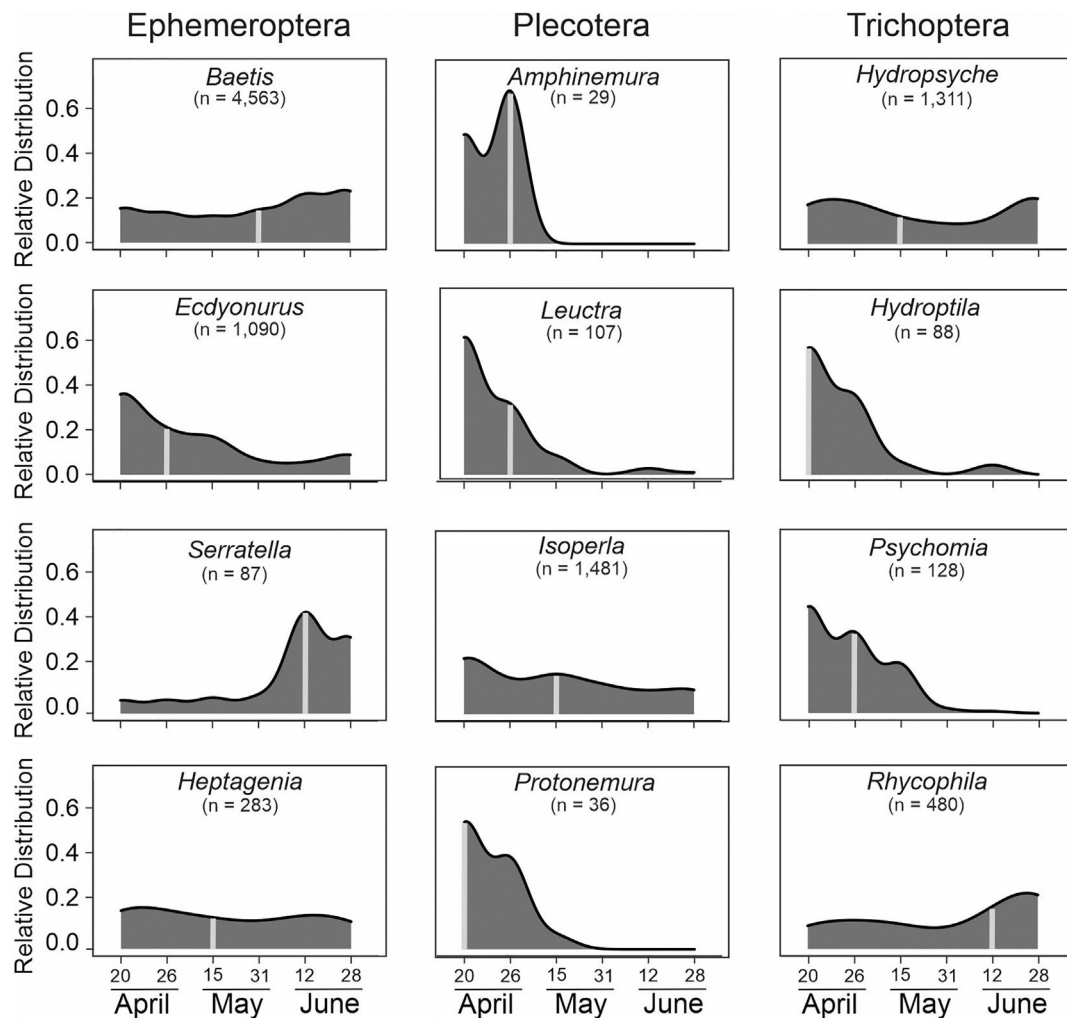 Ephemeroptera Plecotera Trichoptera
Baetis Amphinemura Hydropsyche
(n = 4,563) (n = 29) (n = 1,311)
Relative Distribution
0.6
0.4
0.2
0.0
Ecdyonurus Leuctra Hydroptila
(n = 1,090) (n = 107) (n = 88)
Relative Distribution
0.6
0.4
0.2
0.0
Serratella Isoperla Psychomia
(n = 87) (n = 1,481) (n = 128)
Relative Distribution
0.6
0.4
0.2
0.0
Heptagenia Protonemura Rhycophila
(n = 283) (n = 36) (n = 480)
Relative Distribution
0.6
0.4
0.2
0.0
20 26 15 31 12 28 20 26 15 31 12 28 20 26 15 31 12 28
April May June April May June April May June